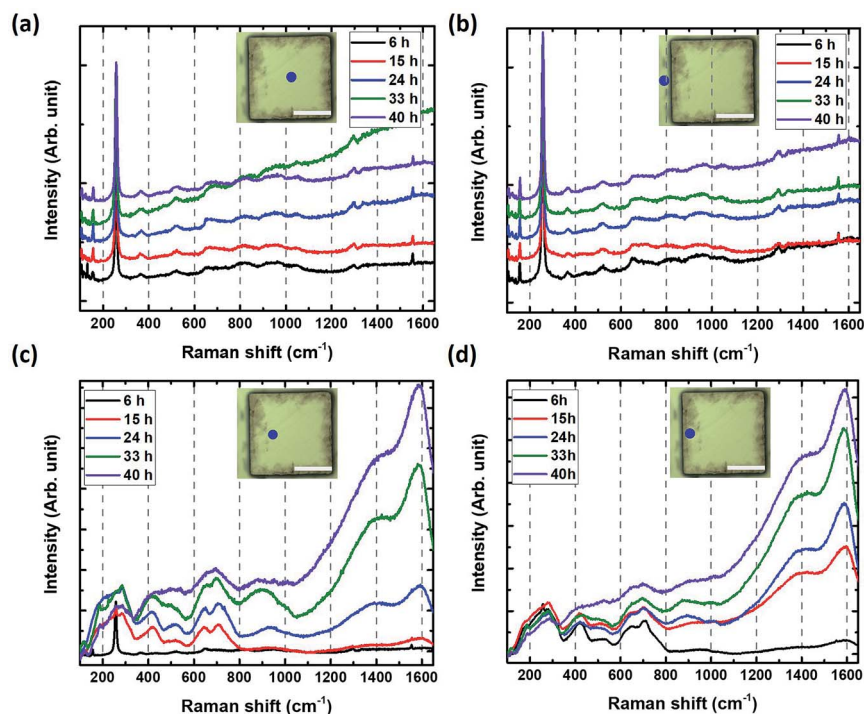 (a)
Intensity (Arb. unit)
6 h
15 h
24 h
33 h
40 h
200 400 600 800 1000 1200 1400 1600
Raman shift (cm⁻¹)
(b)
Intensity (Arb. unit)
6 h
15 h
24 h
33 h
40 h
200 400 600 800 1000 1200 1400 1600
Raman shift (cm⁻¹)
(c)
Intensity (Arb. unit)
6 h
15 h
24 h
33 h
40 h
200 400 600 800 1000 1200 1400 1600
Raman shift (cm⁻¹)
(d)
Intensity (Arb. unit)
6h
15h
24h
33h
40h
200 400 600 800 1000 1200 1400 1600
Raman shift (cm⁻¹)